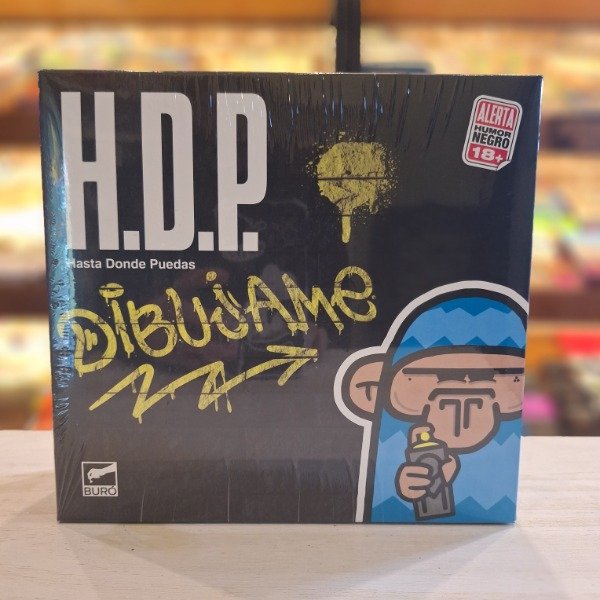 H.D.P.
Hasta Donde Puedas
DIBUJAME
ALERTA
HUMOR
NEGRO
18+
BURÓ